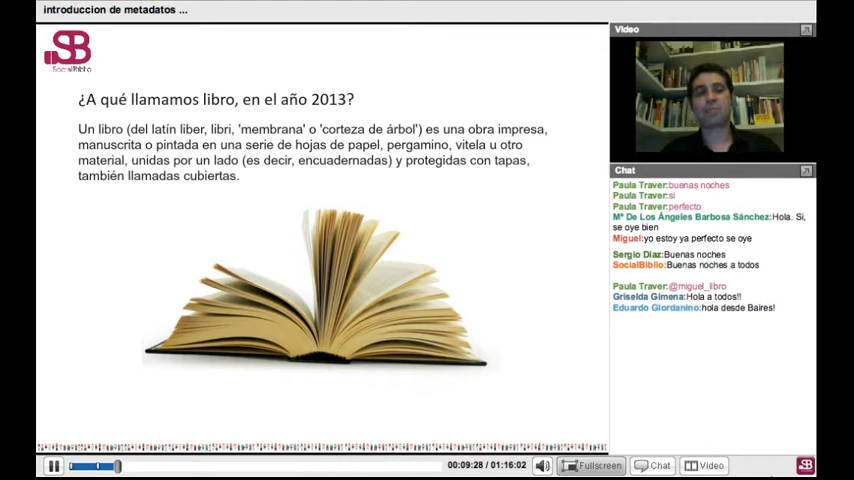 introduccion de metadatos ...
SB
SocialBiblio
¿A qué llamamos libro, en el año 2013?
Un libro (del latín liber, libri, 'membrana' o 'corteza de árbol') es una obra impresa,
manuscrita o pintada en una serie de hojas de papel, pergamino, vitela u otro
material, unidas por un lado (es decir, encuadernadas) y protegidas con tapas,
también llamadas cubiertas.
Video
Chat
Paula Traver:buenas noches
Paula Traver:si
Paula Traver:perfecto
Mª De Los Ángeles Barbosa Sánchez:Hola. Si,
se oye bien
Miguel:yo estoy ya perfecto se oye
Sergio Díaz:Buenas noches
SocialBiblio:Buenas noches a todos
Paula Traver:@miguel_libro
Griselda Gimena:Hola a todos!!
Eduardo Giordanino:hola desde Baires!
00:09:28 / 01:16:02
Fullscreen
Chat
Video
SB